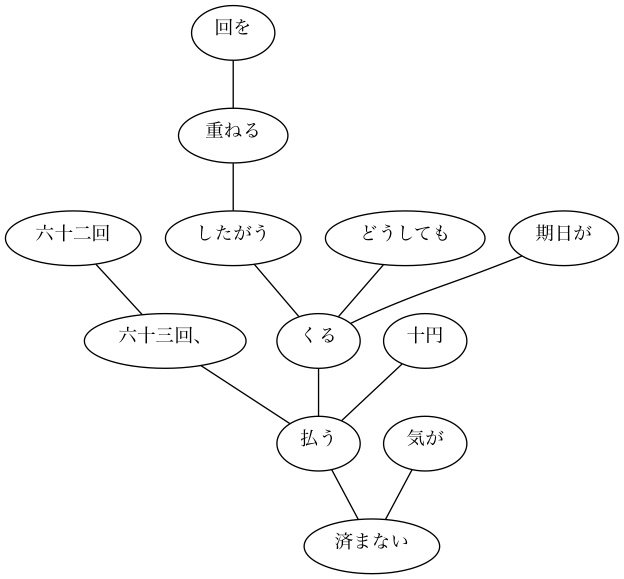 回を
重ねる
六十二回
したがう
どうしても
期日が
六十三回、
くる
十円
払う
気が
済まない